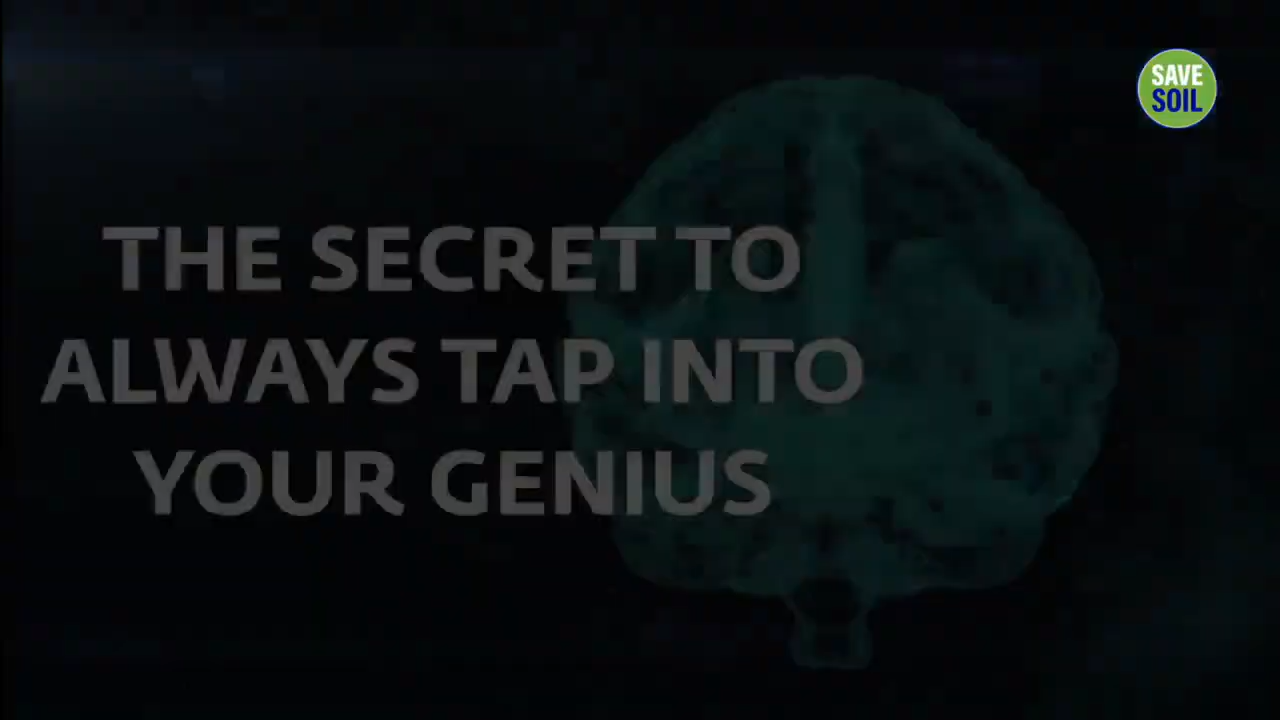 SAVE
SOIL
THE SECRET TO
ALWAYS TAP INTO
YOUR GENIUS